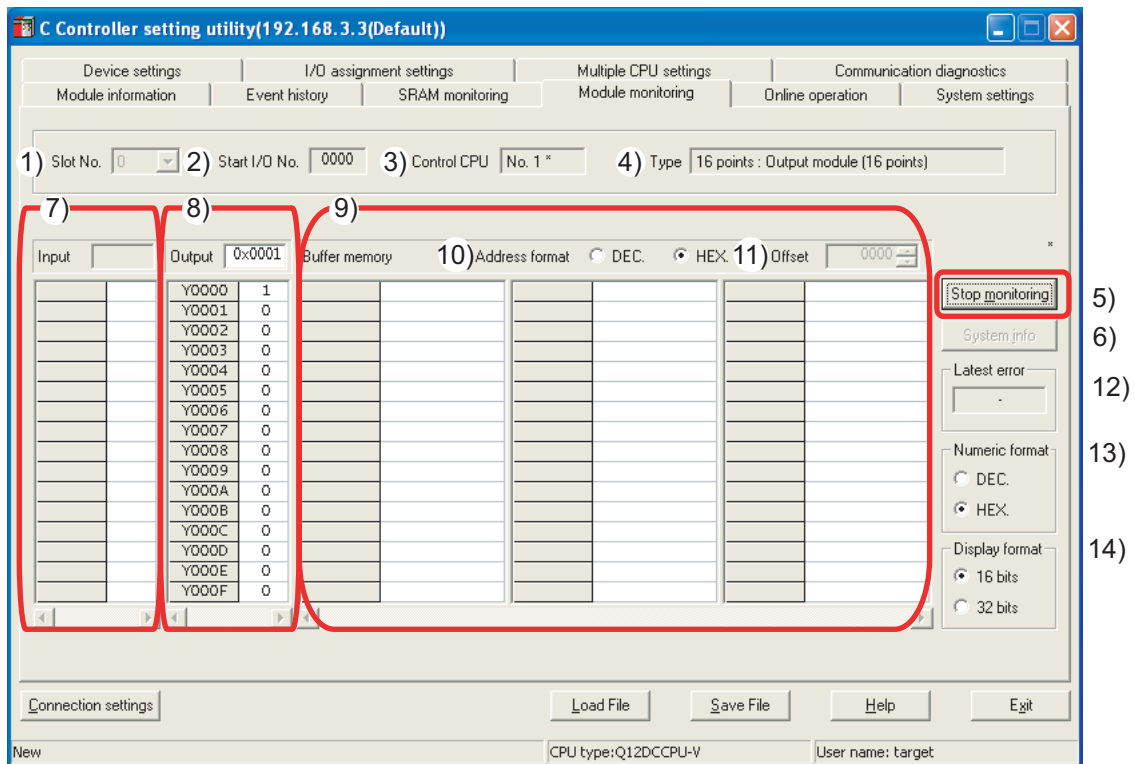 C Controller setting utility(192.168.3.3(Default))
Device settings I/O assignment settings Multiple CPU settings Communication diagnostics
Module information Event history SRAM monitoring Module monitoring Online operation System settings
1) Slot No. 0 2) Start I/O No. 0000 3) Control CPU No. 1 * 4) Type 16 points : Output module (16 points)
7) 8) 9)
*
Input Output 0x0001 Buffer memory 10) Address format DEC. HEX. 11) Offset 0000
Y0000 1
Y0001 0
Y0002 0
Y0003 0
Y0004 0
Y0005 0
Y0006 0
Y0007 0
Y0008 0
Y0009 0
Y000A 0
Y000B 0
Y000C 0
Y000D 0
Y000E 0
Y000F 0
Stop monitoring 5)
System info 6)
Latest error 12)
-
Numeric format 13)
DEC.
HEX.
Display format 14)
16 bits
32 bits
Connection settings Load File Save File Help Exit
New CPU type:Q12DCCPU-V User name: target